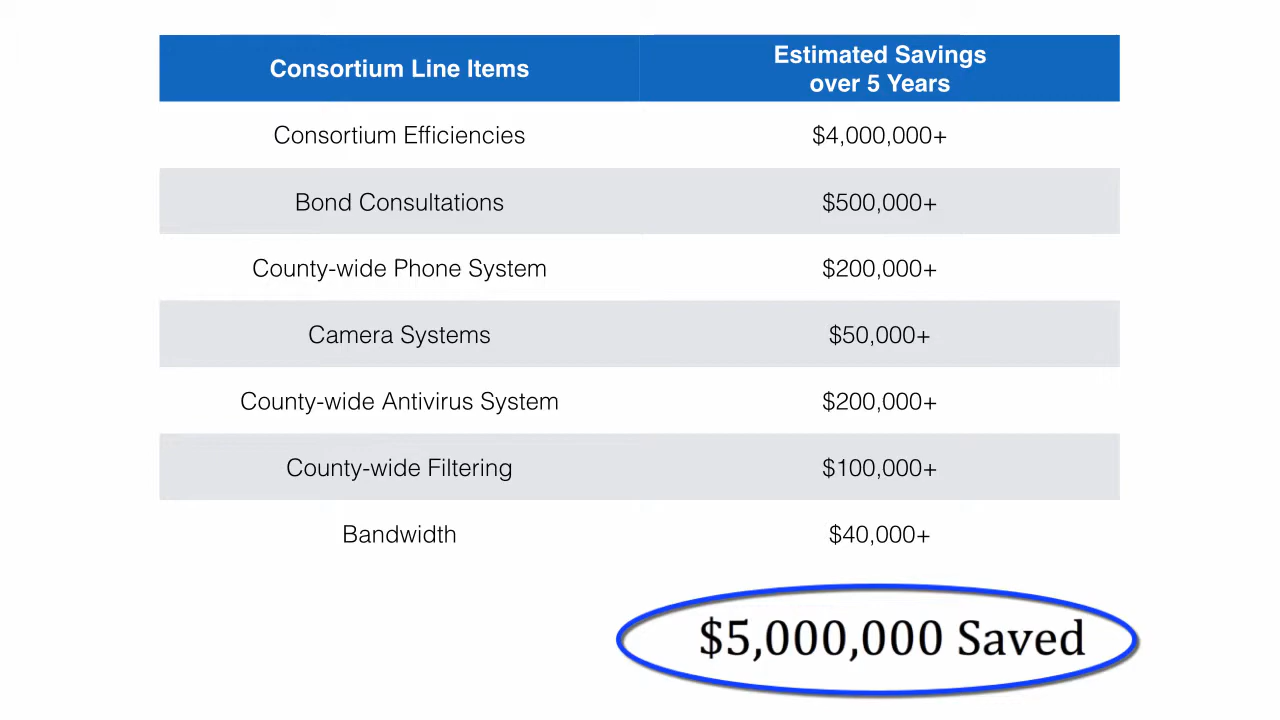 Consortium Line Items
Estimated Savings
over 5 Years
Consortium Efficiencies
$4,000,000+
Bond Consultations
$500,000+
County-wide Phone System
$200,000+
Camera Systems
$50,000+
County-wide Antivirus System
$200,000+
County-wide Filtering
$100,000+
Bandwidth
$40,000+
$5,000,000 Saved